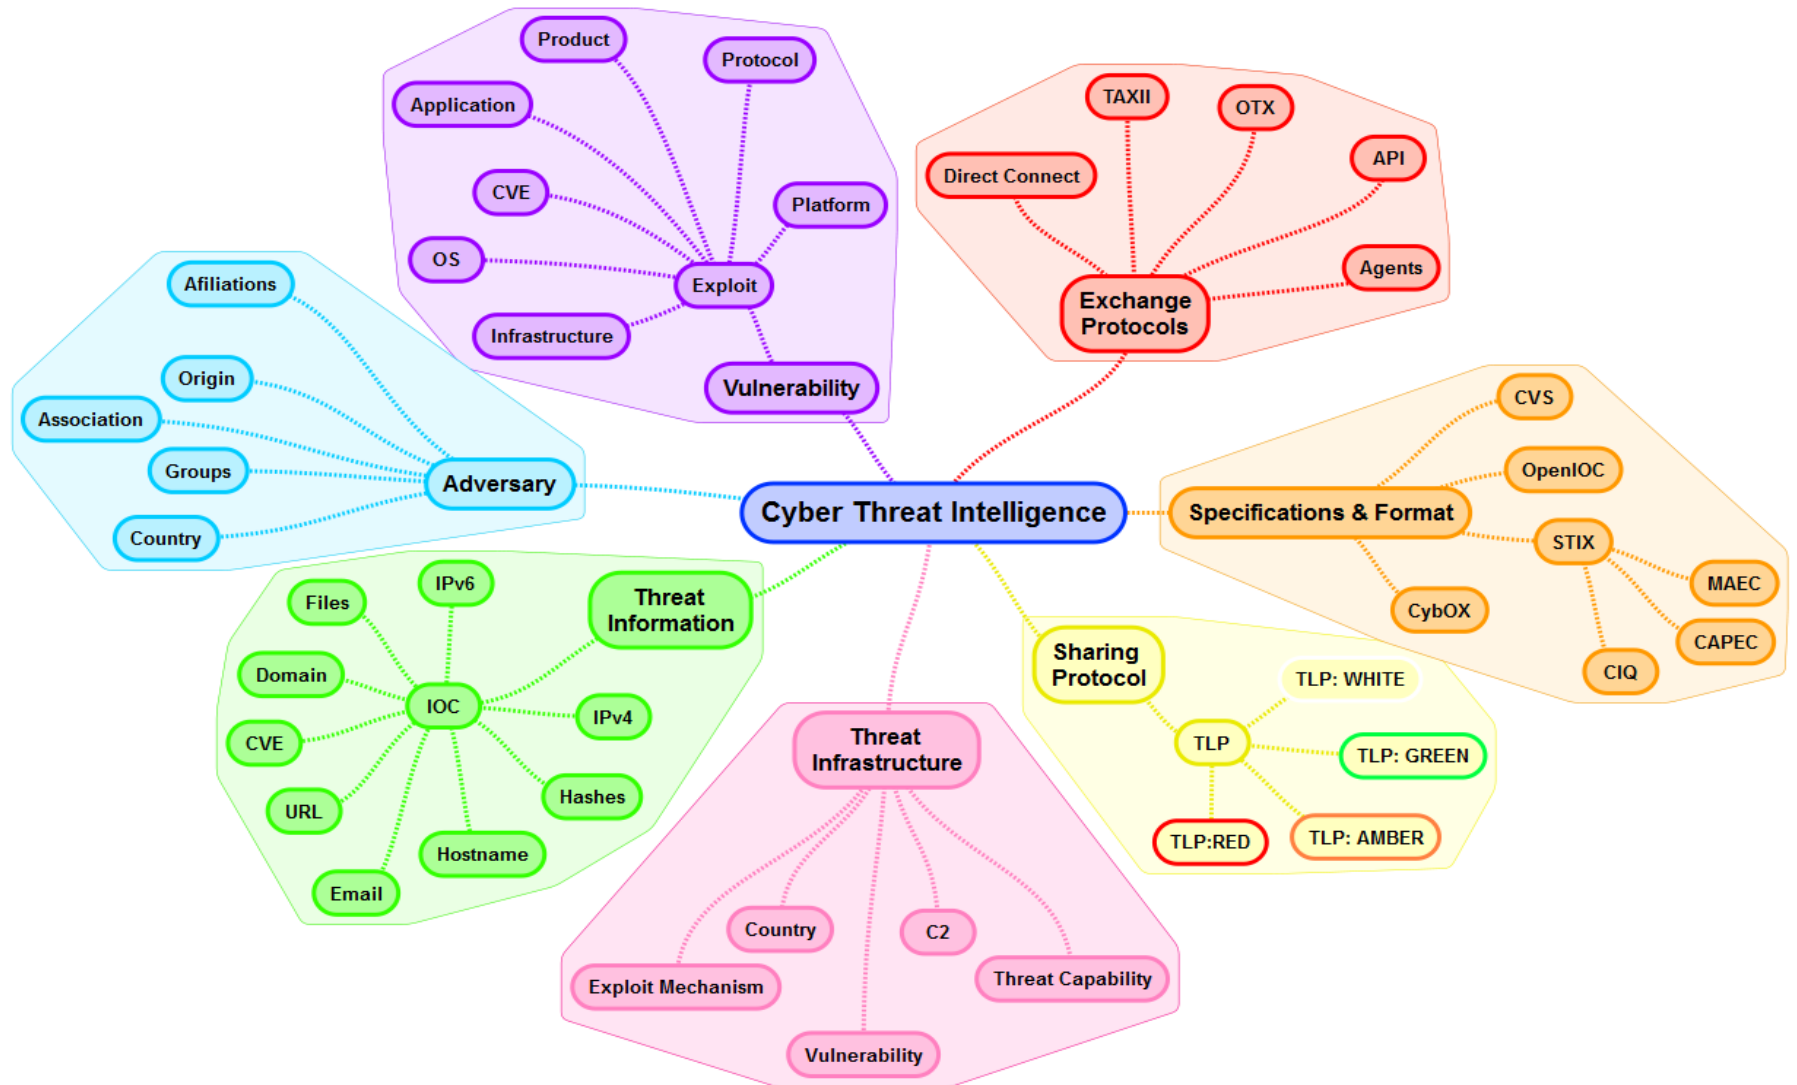 Product
Protocol
Application
CVE
Platform
OS
Exploit
Infrastructure
Vulnerability
TAXII
OTX
API
Direct Connect
Agents
Exchange
Protocols
Afiliations
Origin
Association
Groups
Adversary
Country
Cyber Threat Intelligence
CVS
OpenIOC
Specifications & Format
STIX
MAEC
CybOX
CAPEC
CIQ
Threat
Information
IPv6
Files
Domain
IOC
IPv4
CVE
URL
Hashes
Hostname
Email
Threat
Infrastructure
Country
C2
Exploit Mechanism
Threat Capability
Vulnerability
Sharing
Protocol
TLP: WHITE
TLP
TLP: GREEN
TLP:RED
TLP: AMBER